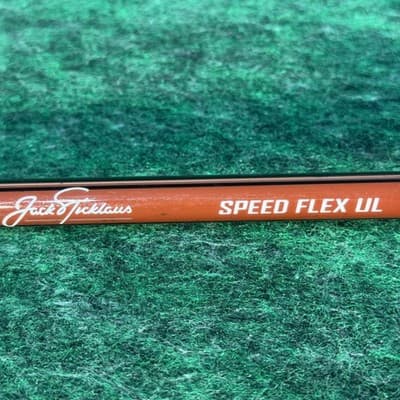 Jack Nicklaus SPEED FLEX UL